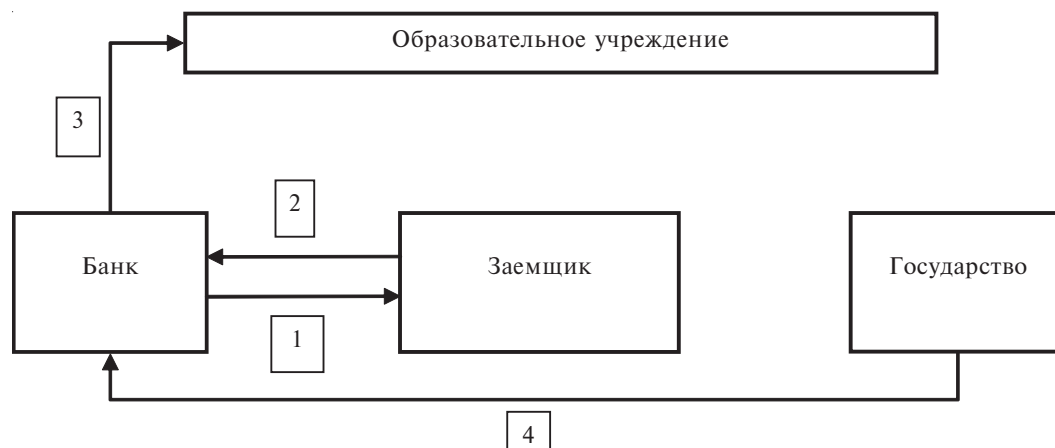 Образовательное учреждение
3
2
Банк
Заемщик
Государство
1
4